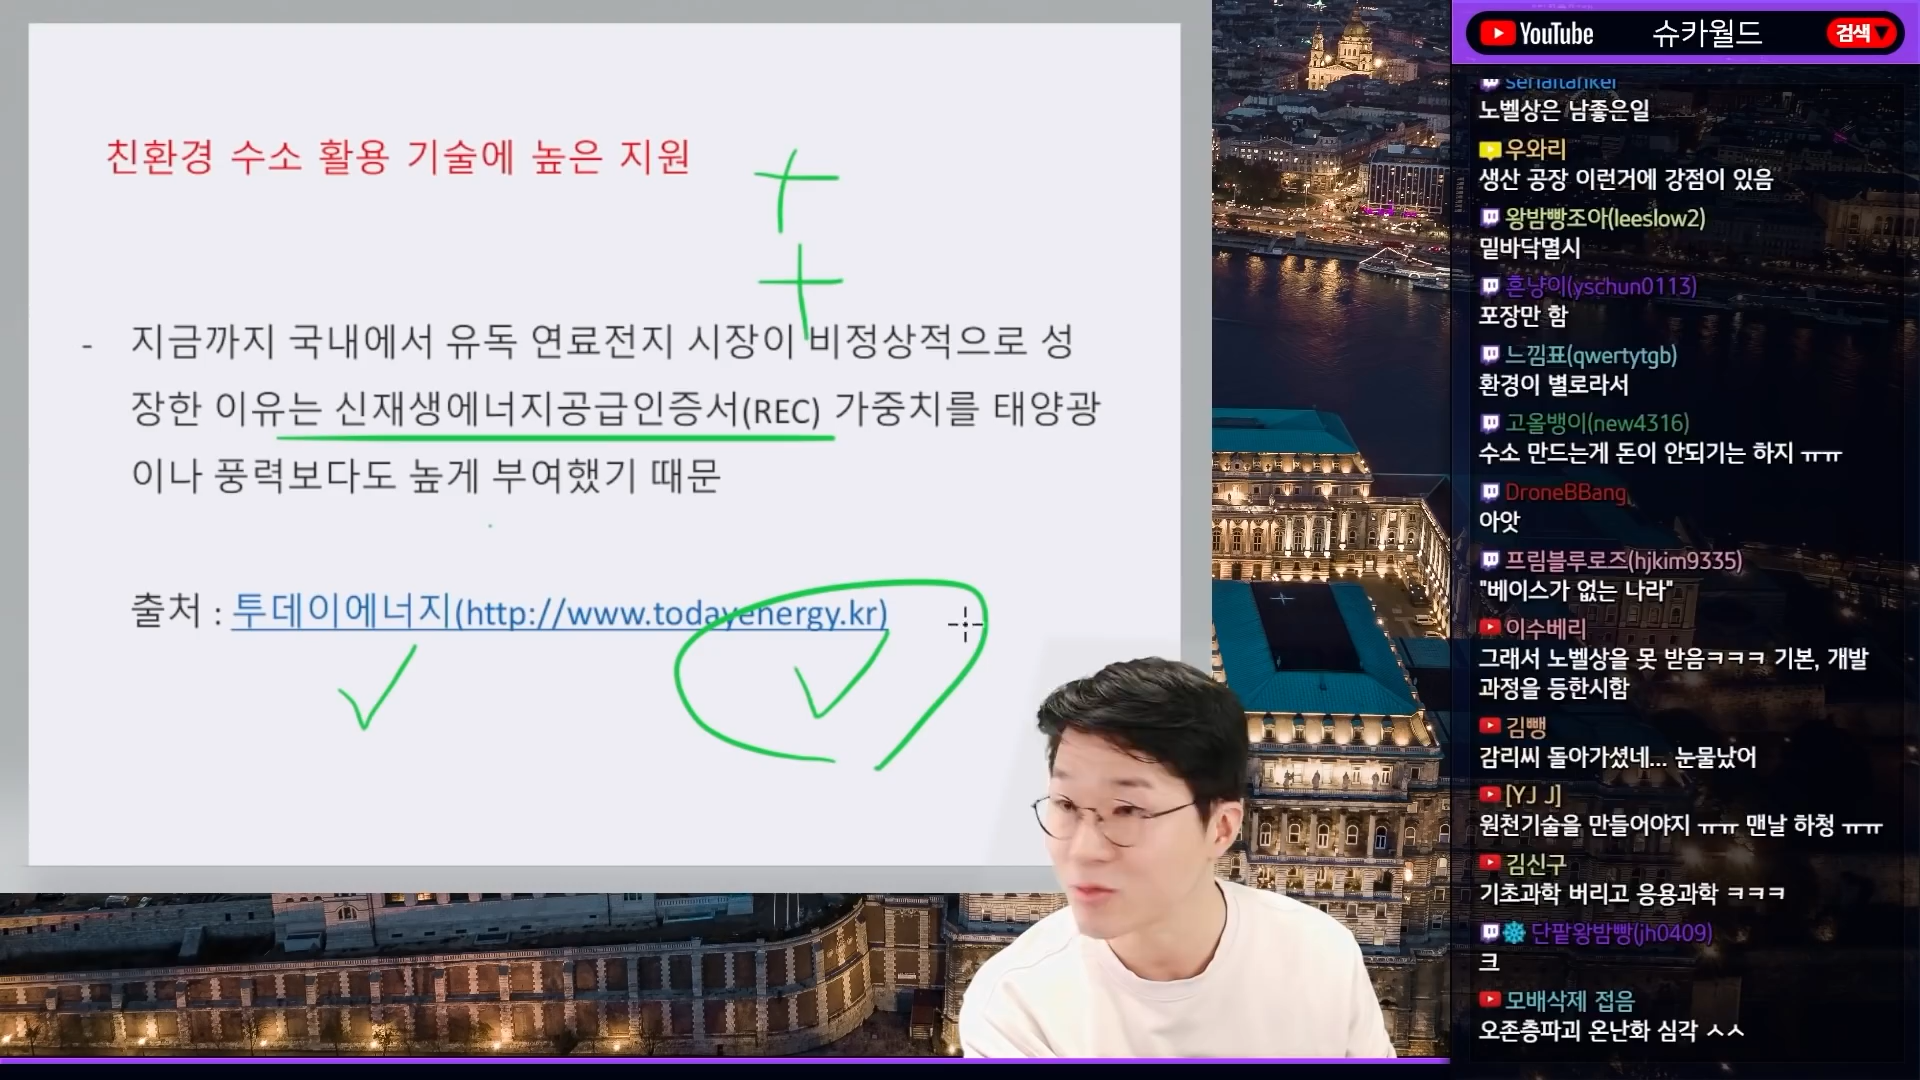 친환경 수소 활용 기술에 높은 지원
- 지금까지 국내에서 유독 연료전지 시장이 비정상적으로 성
장한 이유는 신재생에너지공급인증서(REC) 가중치를 태양광
이나 풍력보다도 높게 부여했기 때문
출처 : 투데이에너지(http://www.todayenergy.kr)
YouTube 슈카월드 검색▼
노벨상은 남좋은일
우와리
생산 공장 이런거에 강점이 있음
왕밤빵조아(leeslow2)
밑바닥멸시
흔냥이(yschun0113)
포장만 함
느낌표(qwertytgb)
환경이 별로라서
고올뱅이(new4316)
수소 만드는게 돈이 안되기는 하지 ㅠㅠ
DroneBBang
아앗
프림블루로즈(hjkim9335)
"베이스가 없는 나라"
이수베리
그래서 노벨상을 못 받음ㅋㅋㅋ 기본, 개발
과정을 등한시함
김뺑
감리씨 돌아가셨네... 눈물났어
[YJ J]
원천기술을 만들어야지 ㅠㅠ 맨날 하청 ㅠㅠ
김신구
기초과학 버리고 응용과학 ㅋㅋㅋ
단팥왕밤빵(jh0409)
크
모배삭제 접음
오존층파괴 온난화 심각 ㅅㅅ